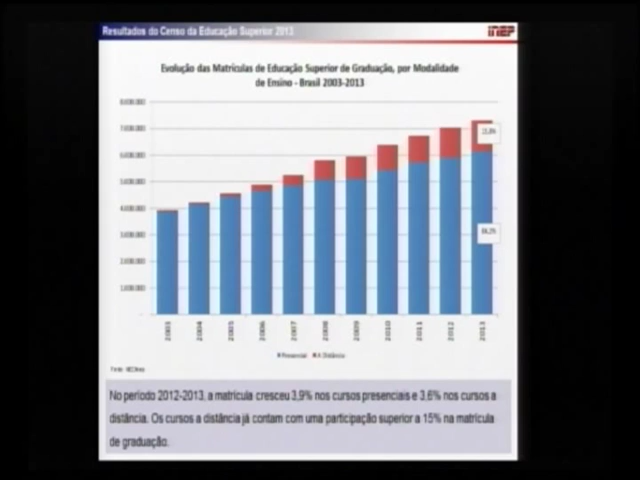 Resultados do Censo da Educação Superior 2013
INEP
Evolução das Matrículas de Educação Superior de Graduação, por Modalidade
de Ensino - Brasil 2003-2013
8.000.000
7.000.000
6.000.000
5.000.000
4.000.000
3.000.000
2.000.000
1.000.000
2003
2004
2005
2006
2007
2008
2009
2010
2011
2012
2013
Presencial
A Distância
No período 2012-2013, a matrícula cresceu 3,9% nos cursos presenciais e 3,6% nos cursos a
distância. Os cursos a distância já contam com uma participação superior a 15% na matrícula
de graduação.